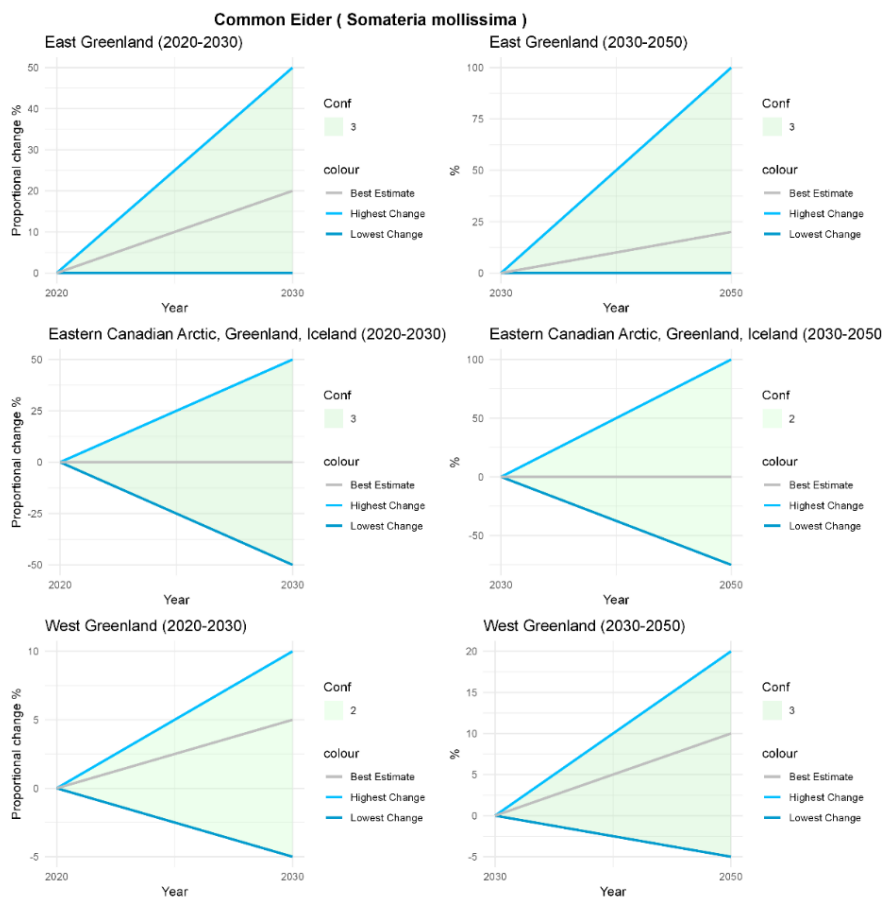 Common Eider ( Somateria mollissima )
East Greenland (2020-2030)
Proportional change %
50
40
30
20
10
0
2020
2030
Year
Conf
3
colour
Best Estimate
Highest Change
Lowest Change
East Greenland (2030-2050)
%
100
75
50
25
0
2030
2050
Year
Conf
3
colour
Best Estimate
Highest Change
Lowest Change
Eastern Canadian Arctic, Greenland, Iceland (2020-2030)
Proportional change %
50
25
0
-25
-50
2020
2030
Year
Conf
3
colour
Best Estimate
Highest Change
Lowest Change
Eastern Canadian Arctic, Greenland, Iceland (2030-2050
%
100
50
0
-50
2030
2050
Year
Conf
2
colour
Best Estimate
Highest Change
Lowest Change
West Greenland (2020-2030)
Proportional change %
10
5
0
-5
2020
2030
Year
Conf
2
colour
Best Estimate
Highest Change
Lowest Change
West Greenland (2030-2050)
%
20
15
10
5
0
-5
2030
2050
Year
Conf
3
colour
Best Estimate
Highest Change
Lowest Change